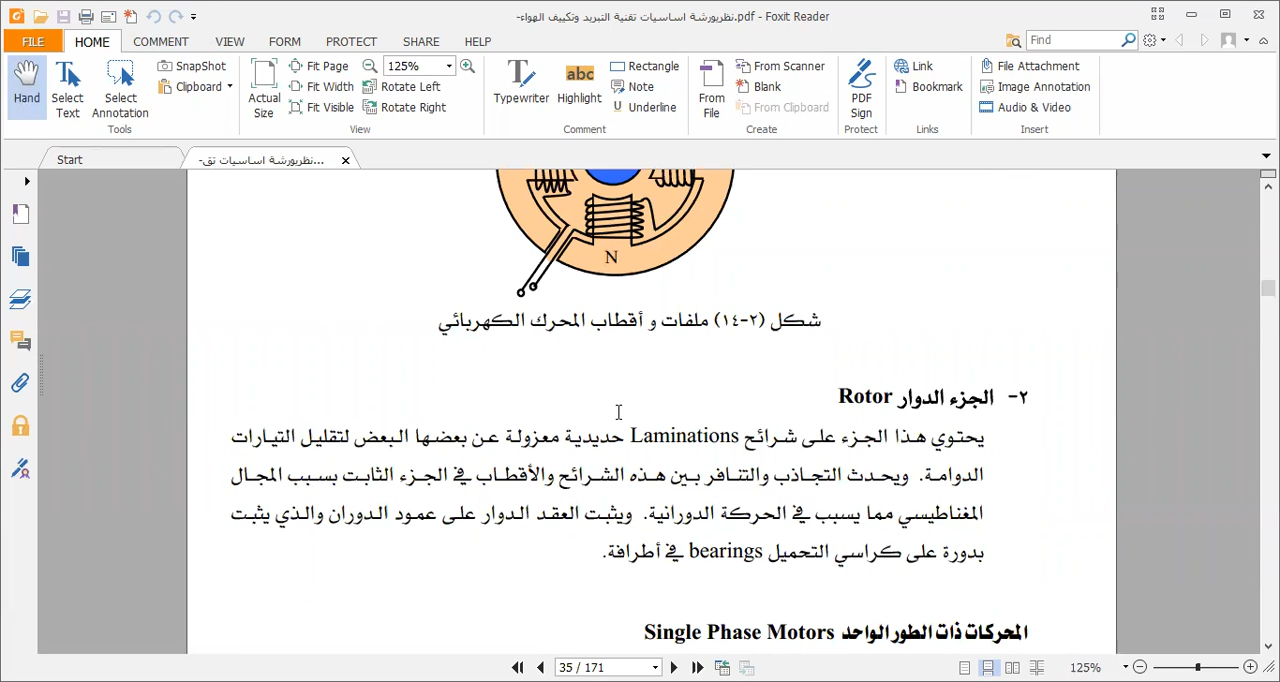 -نظريورشة اساسيات تقنية التبريد وتكييف الهواء.pdf - Foxit Reader
FILE HOME COMMENT VIEW FORM PROTECT SHARE HELP
Find
Hand
Select Text
Select Annotation
SnapShot
Clipboard
Tools
Actual Size
Fit Page
Fit Width
Fit Visible
125%
Rotate Left
Rotate Right
View
Typewriter
abc
Highlight
Rectangle
Note
U Underline
Comment
From File
From Scanner
Blank
From Clipboard
Create
PDF Sign
Protect
Link
Bookmark
Links
File Attachment
Image Annotation
Audio & Video
Insert
Start
-نظريورشة اساسيات تق...
N
شكل (٢-١٤) ملفات و أقطاب المحرك الكهربائي
٢- الجزء الدوار Rotor
يحتوي هذا الجزء على شرائح Laminations حديدية معزولة عن بعضها البعض لتقليل التيارات
الدوامة. ويحدث التجاذب والتنافر بين هذه الشرائح والأقطاب في الجزء الثابت بسبب المجال
المغناطيسي مما يسبب في الحركة الدورانية. ويثبت العقد الدوار على عمود الدوران والذي يثبت
بدورة على كراسي التحميل bearings في أطرافة.
المحركات ذات الطور الواحد Single Phase Motors
35 / 171
125%